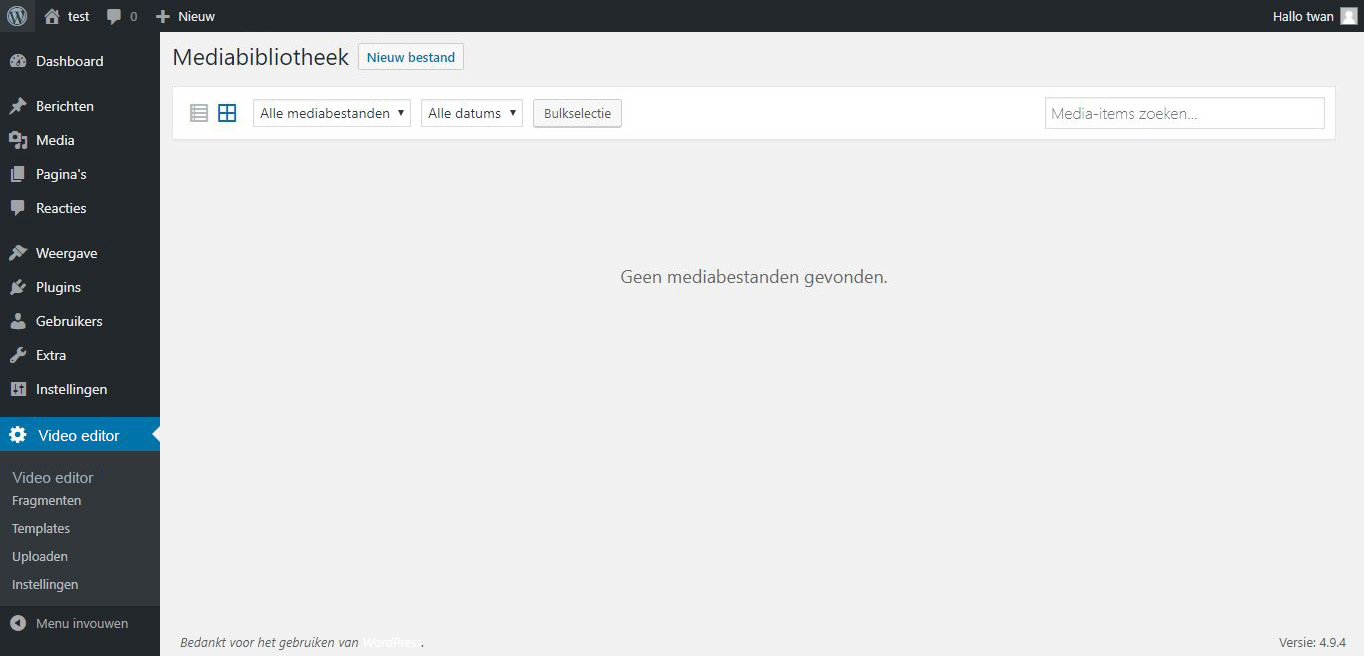 test 0 Nieuw Hallo twan
Dashboard
Berichten
Media
Pagina's
Reacties
Weergave
Plugins
Gebruikers
Extra
Instellingen
Video editor
Video editor
Fragmenten
Templates
Uploaden
Instellingen
Menu invouwen
Mediabibliotheek Nieuw bestand
Alle mediabestanden Alle datums Bulkselectie Media-items zoeken...
Geen mediabestanden gevonden.
Bedankt voor het gebruiken van WordPress. Versie: 4.9.4